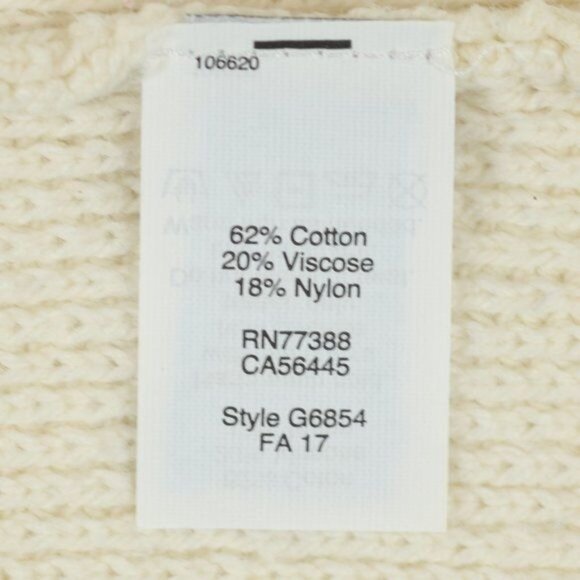 106620
62% Cotton
20% Viscose
18% Nylon
RN77388
CA56445
Style G6854
FA 17